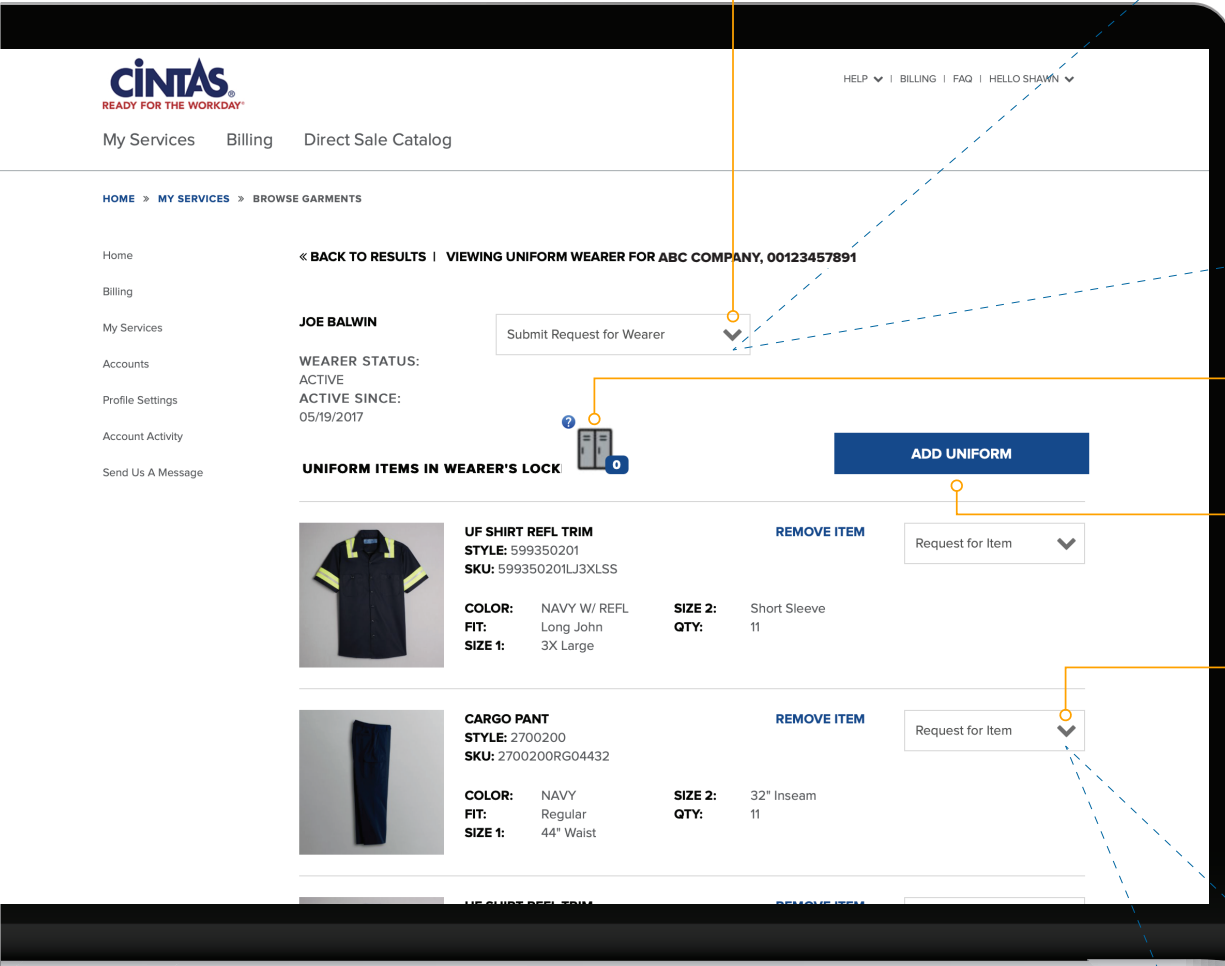 CINTAS®
READY FOR THE WORKDAY®
HELP | BILLING | FAQ | HELLO SHAWN
My Services Billing Direct Sale Catalog
HOME » MY SERVICES » BROWSE GARMENTS
Home
Billing
My Services
Accounts
Profile Settings
Account Activity
Send Us A Message
« BACK TO RESULTS | VIEWING UNIFORM WEARER FOR ABC COMPANY, 00123457891
JOE BALWIN
Submit Request for Wearer
WEARER STATUS:
ACTIVE
ACTIVE SINCE:
05/19/2017
?
0
UNIFORM ITEMS IN WEARER'S LOCK
ADD UNIFORM
UF SHIRT REFL TRIM
REMOVE ITEM
Request for Item
STYLE: 599350201
SKU: 599350201LJ3XLSS
COLOR: NAVY W/ REFL SIZE 2: Short Sleeve
FIT: Long John QTY: 11
SIZE 1: 3X Large
CARGO PANT
REMOVE ITEM
Request for Item
STYLE: 2700200
SKU: 2700200RG04432
COLOR: NAVY SIZE 2: 32" Inseam
FIT: Regular QTY: 11
SIZE 1: 44" Waist
UF SHIRT REFL TRIM
REMOVE ITEM